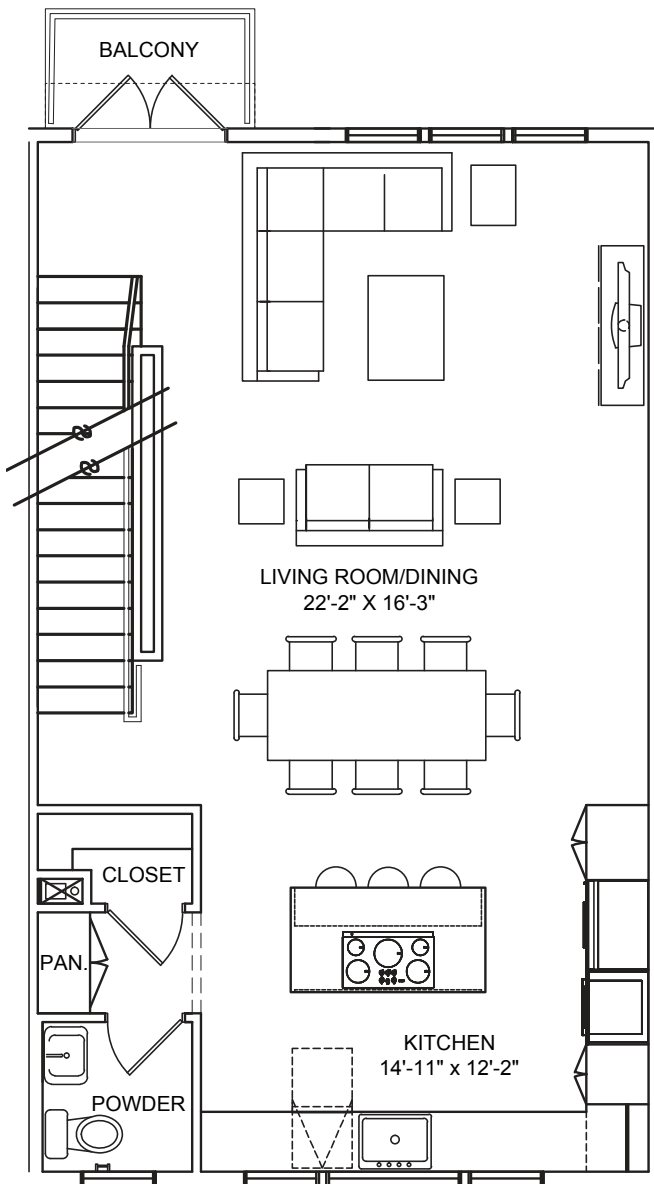 BALCONY
LIVING ROOM/DINING
22'-2" X 16'-3"
CLOSET
PAN.
KITCHEN
14'-11" x 12'-2"
POWDER